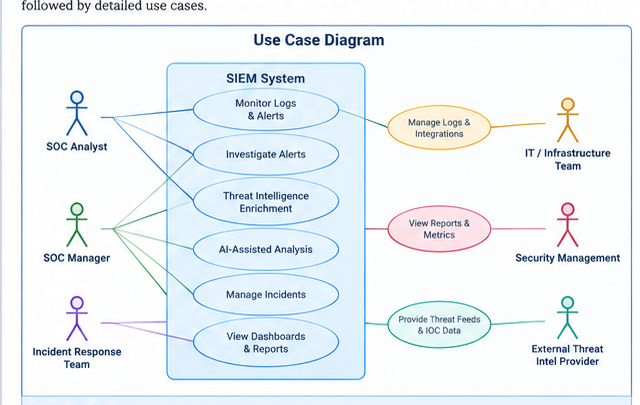 followed by detailed use cases.
Use Case Diagram
SIEM System
Monitor Logs
& Alerts
Investigate Alerts
Threat Intelligence
Enrichment
AI-Assisted Analysis
Manage Incidents
View Dashboards
& Reports
SOC Analyst
SOC Manager
Incident Response
Team
Manage Logs &
Integrations
View Reports &
Metrics
Provide Threat Feeds
& IOC Data
IT / Infrastructure
Team
Security Management
External Threat
Intel Provider